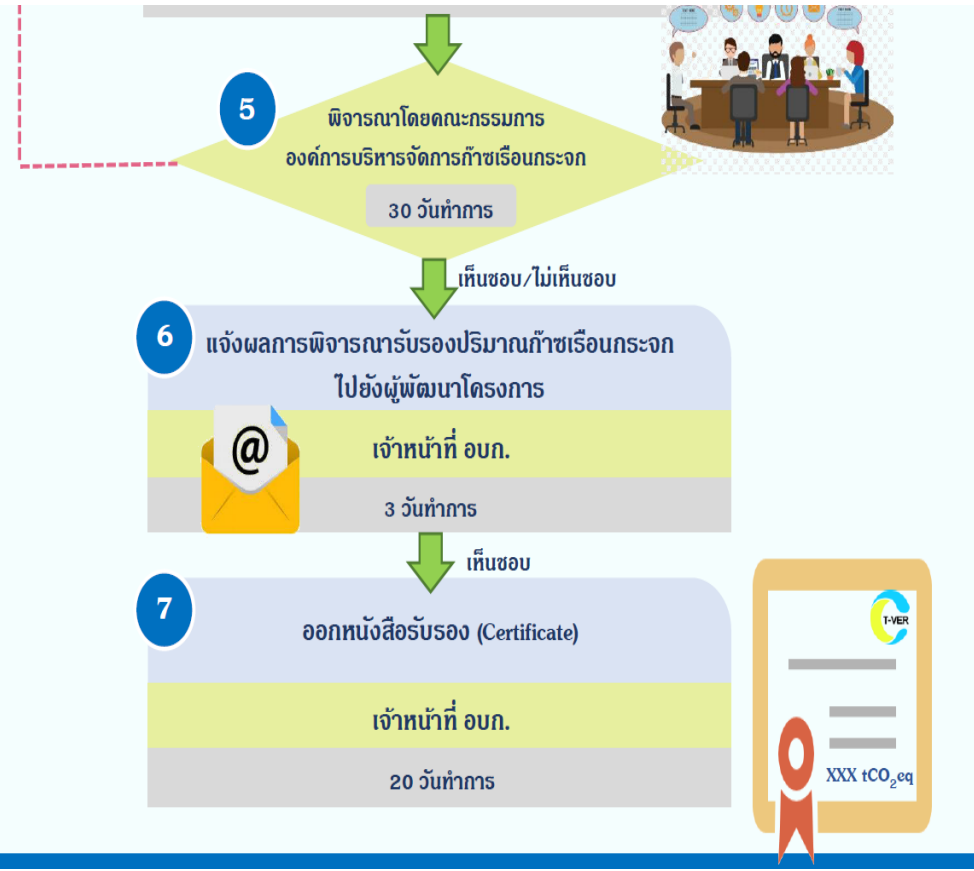 5
พิจารณาโดยคณะกรรมการ
องค์การบริหารจัดการก๊าซเรือนกระจก
30 วันทำการ
เห็นชอบ/ไม่เห็นชอบ
6
แจ้งผลการพิจารณารับรองปริมาณก๊าซเรือนกระจก
ไปยังผู้พัฒนาโครงการ
@
เจ้าหน้าที่ อบก.
3 วันทำการ
เห็นชอบ
7
ออกหนังสือรับรอง (Certificate)
เจ้าหน้าที่ อบก.
20 วันทำการ
T-VER
XXX tCO₂eq